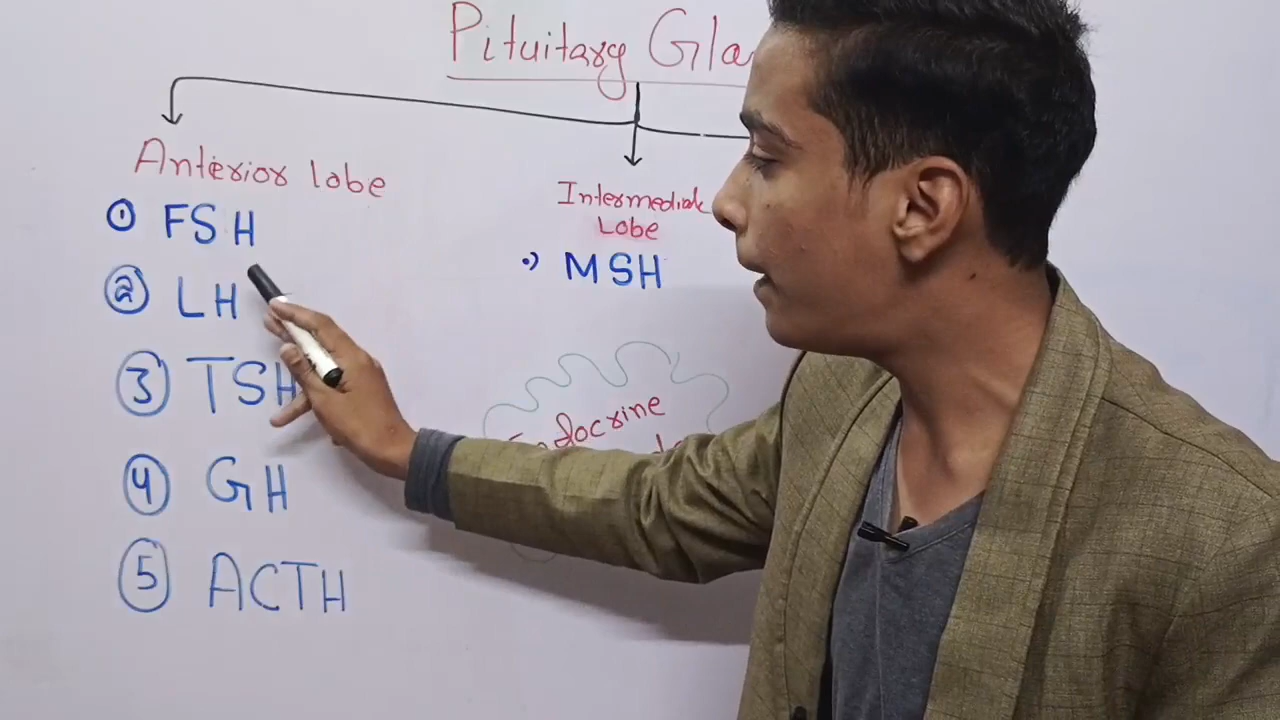 Pituitary Gla
Anterior lobe
① FSH
② LH
③ TSH
④ GH
⑤ ACTH
Intermediate
Lobe
•) MSH
Endocrine